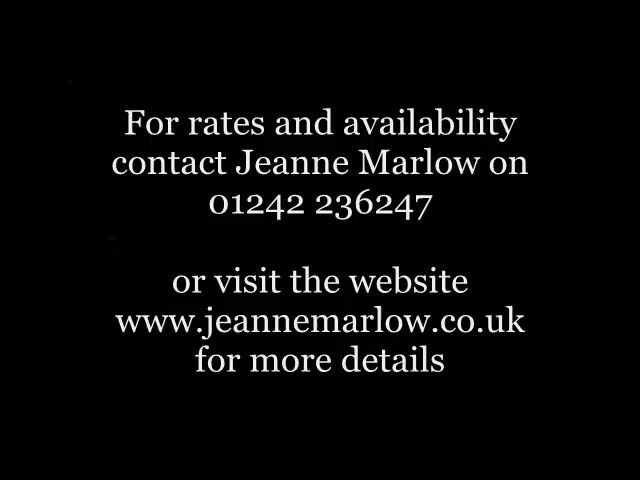 For rates and availability
contact Jeanne Marlow on
01242 236247
or visit the website
www.jeannemarlow.co.uk
for more details